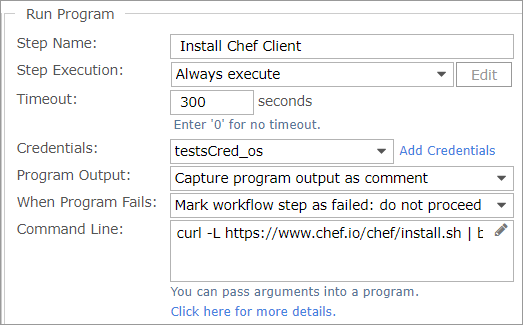 Run Program
Step Name: Install Chef Client
Step Execution: Always execute Edit
Timeout: 300 seconds
Enter '0' for no timeout.
Credentials: testsCred_os Add Credentials
Program Output: Capture program output as comment
When Program Fails: Mark workflow step as failed: do not proceed
Command Line: curl -L https://www.chef.io/chef/install.sh | b
You can pass arguments into a program.
Click here for more details.